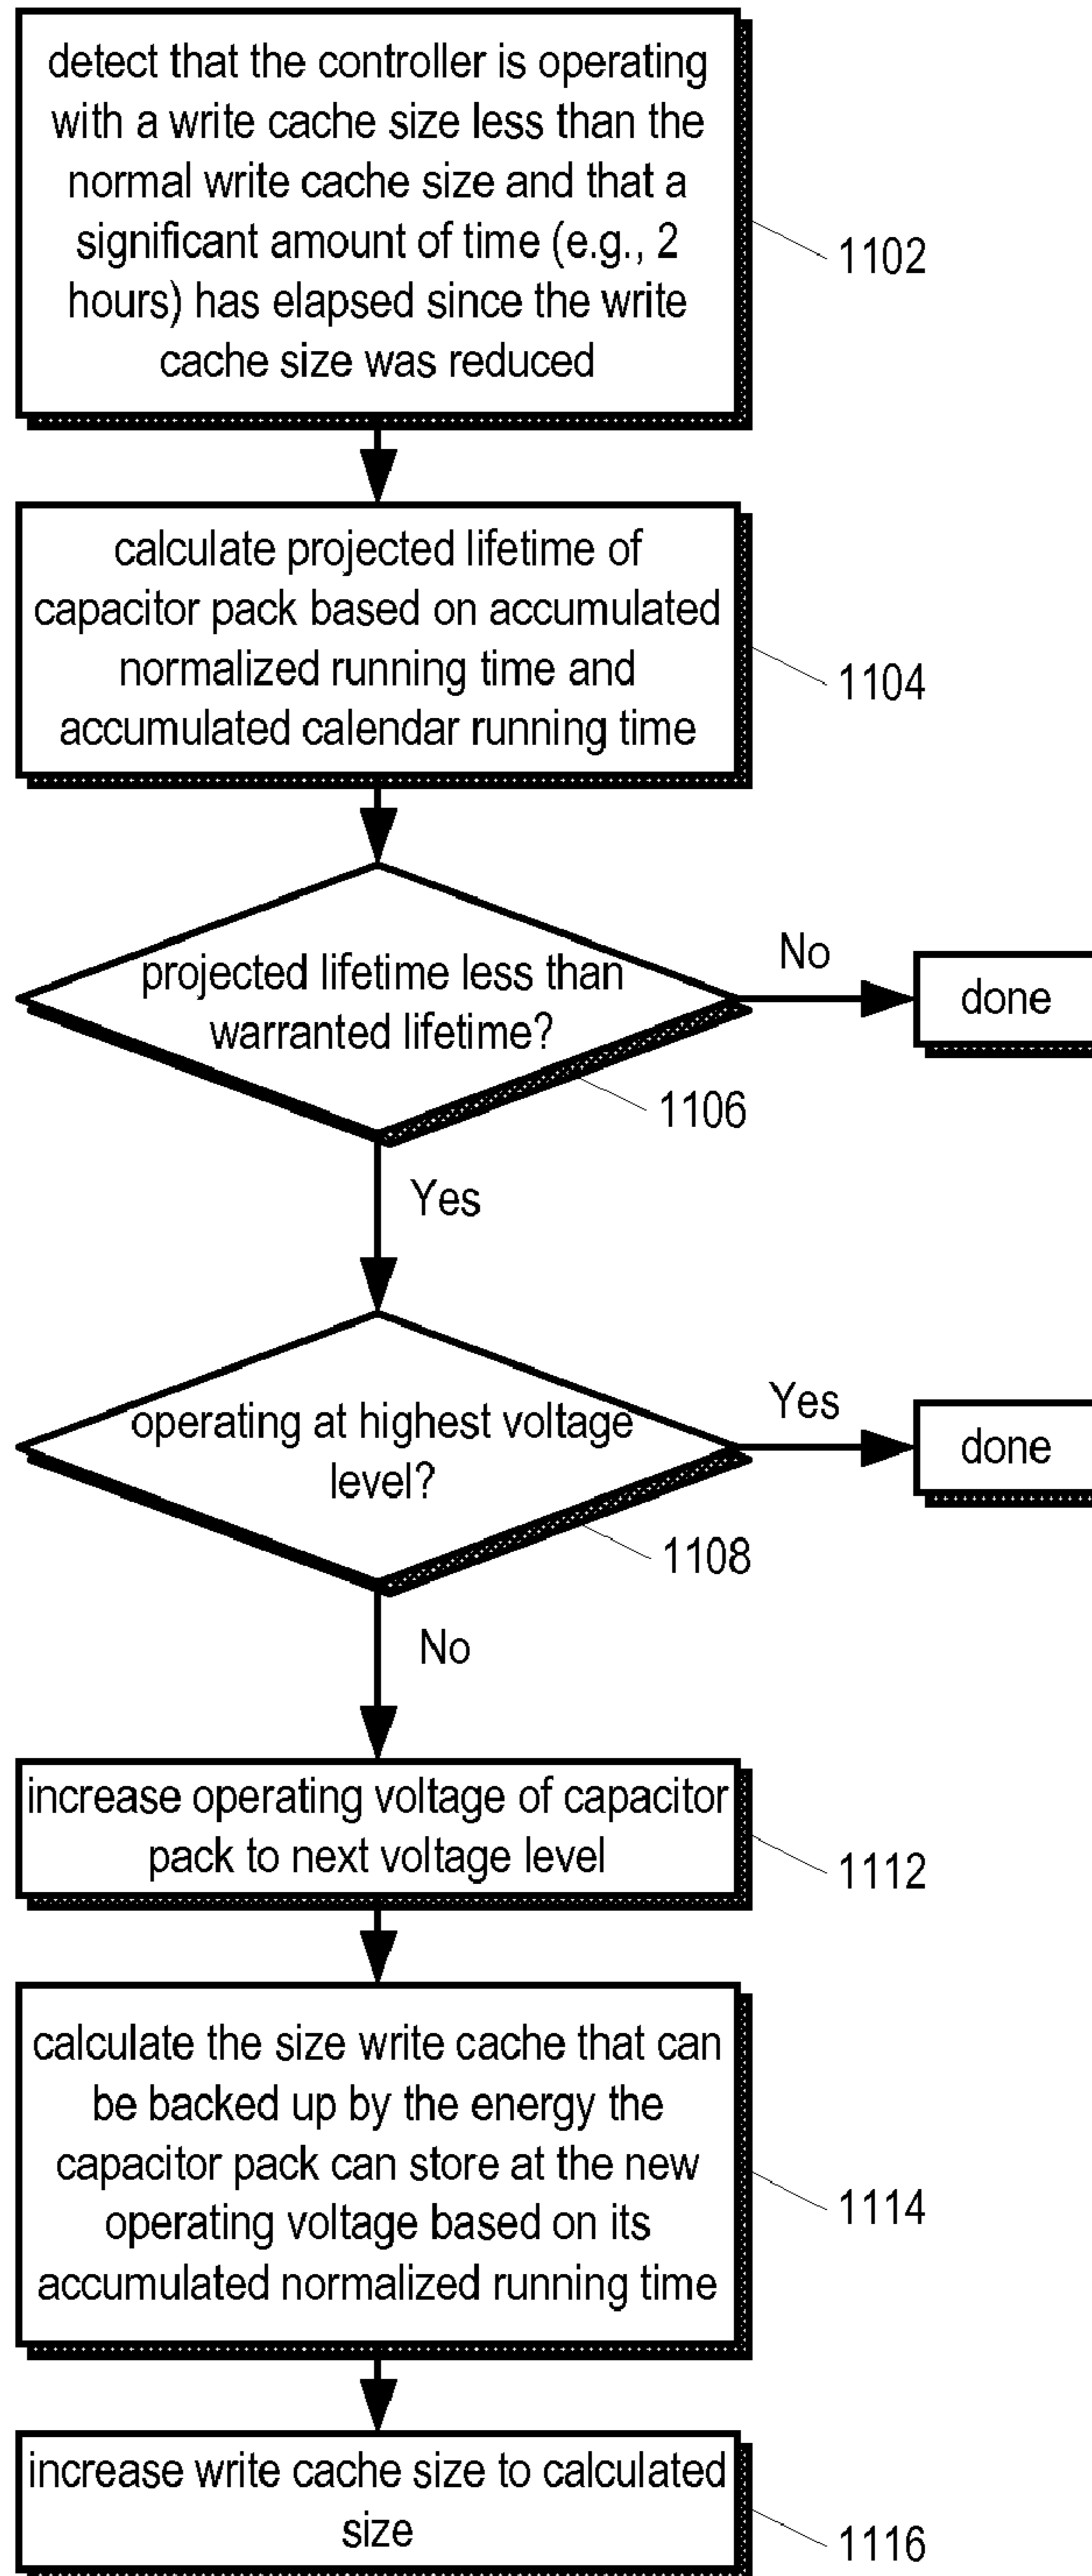 detect that the controller is operating
with a write cache size less than the
normal write cache size and that a
significant amount of time (e.g., 2
hours) has elapsed since the write
cache size was reduced
1102
calculate projected lifetime of
capacitor pack based on accumulated
normalized running time and
accumulated calendar running time
1104
projected lifetime less than
warranted lifetime?
No
done
1106
Yes
operating at highest voltage
level?
Yes
done
1108
No
increase operating voltage of capacitor
pack to next voltage level
1112
calculate the size write cache that can
be backed up by the energy the
capacitor pack can store at the new
operating voltage based on its
accumulated normalized running time
1114
increase write cache size to calculated
size
1116